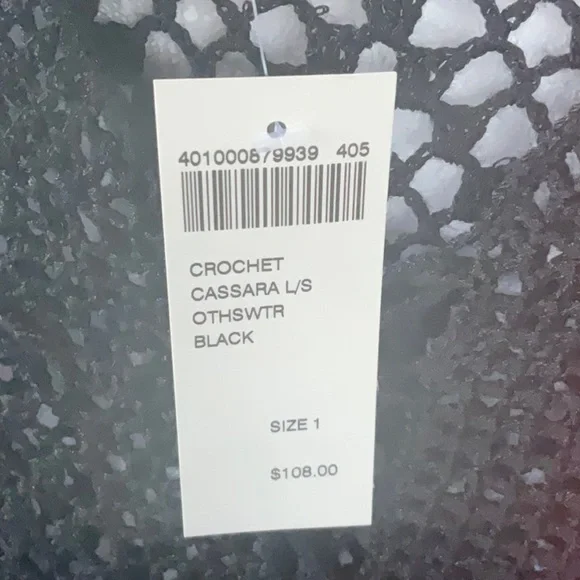 401000879939 405
CROCHET
CASSARA L/S
OTHSWTR
BLACK
SIZE 1
$108.00